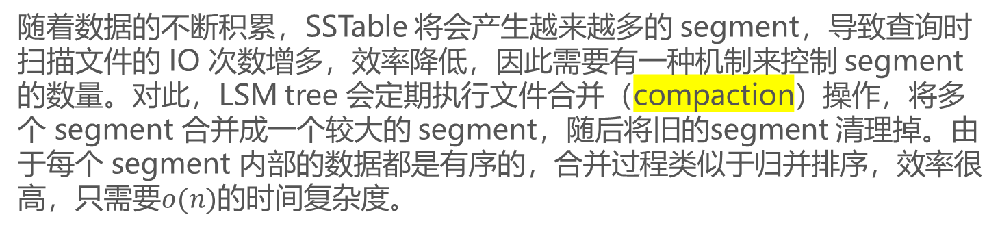 随着数据的不断积累，SSTable 将会产生越来越多的 segment，导致查询时
扫描文件的 IO 次数增多，效率降低，因此需要有一种机制来控制 segment
的数量。对此，LSM tree 会定期执行文件合并（compaction）操作，将多
个 segment 合并成一个较大的 segment，随后将旧的segment 清理掉。由
于每个 segment 内部的数据都是有序的，合并过程类似于归并排序，效率很
高，只需要o(n)的时间复杂度。